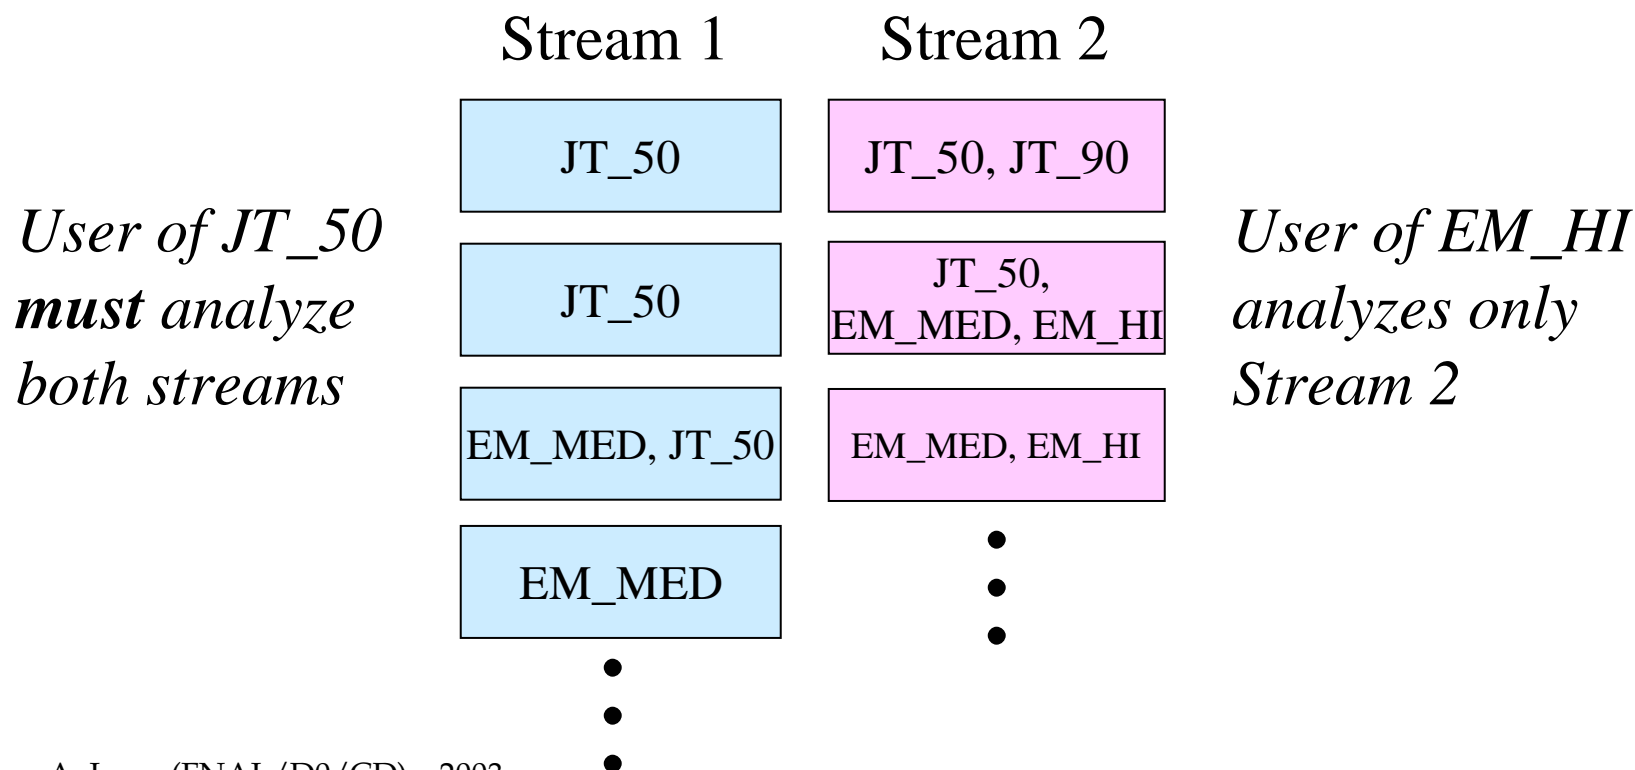 Stream 1
Stream 2
User of JT_50
must analyze
both streams
JT_50
JT_50
EM_MED, JT_50
EM_MED
JT_50, JT_90
JT_50,
EM_MED, EM_HI
EM_MED, EM_HI
User of EM_HI
analyzes only
Stream 2